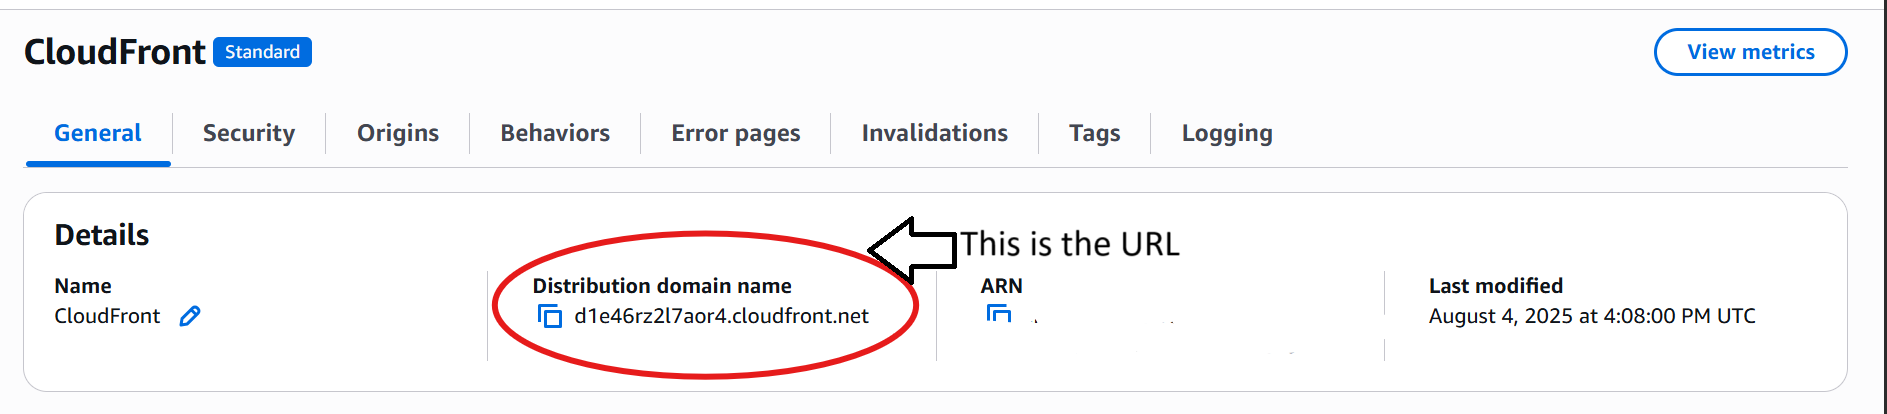 CloudFront Standard
View metrics
General Security Origins Behaviors Error pages Invalidations Tags Logging
Details
This is the URL
Name
CloudFront
Distribution domain name
d1e46rz2l7aor4.cloudfront.net
ARN
Last modified
August 4, 2025 at 4:08:00 PM UTC